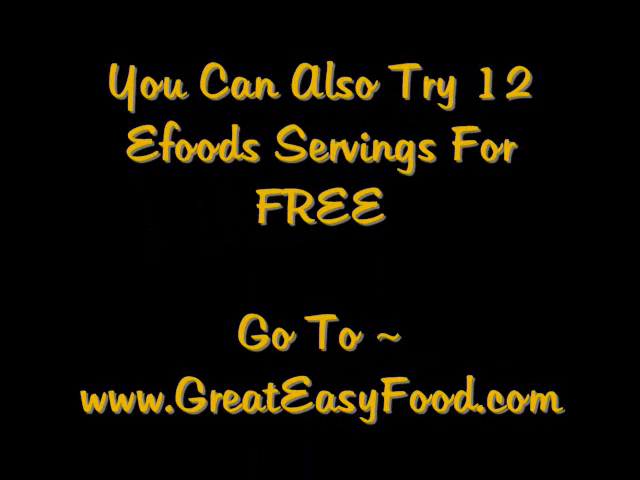 You Can Also Try 12
Efoods Servings For
FREE
Go To ~
www.GreatEasyFood.com